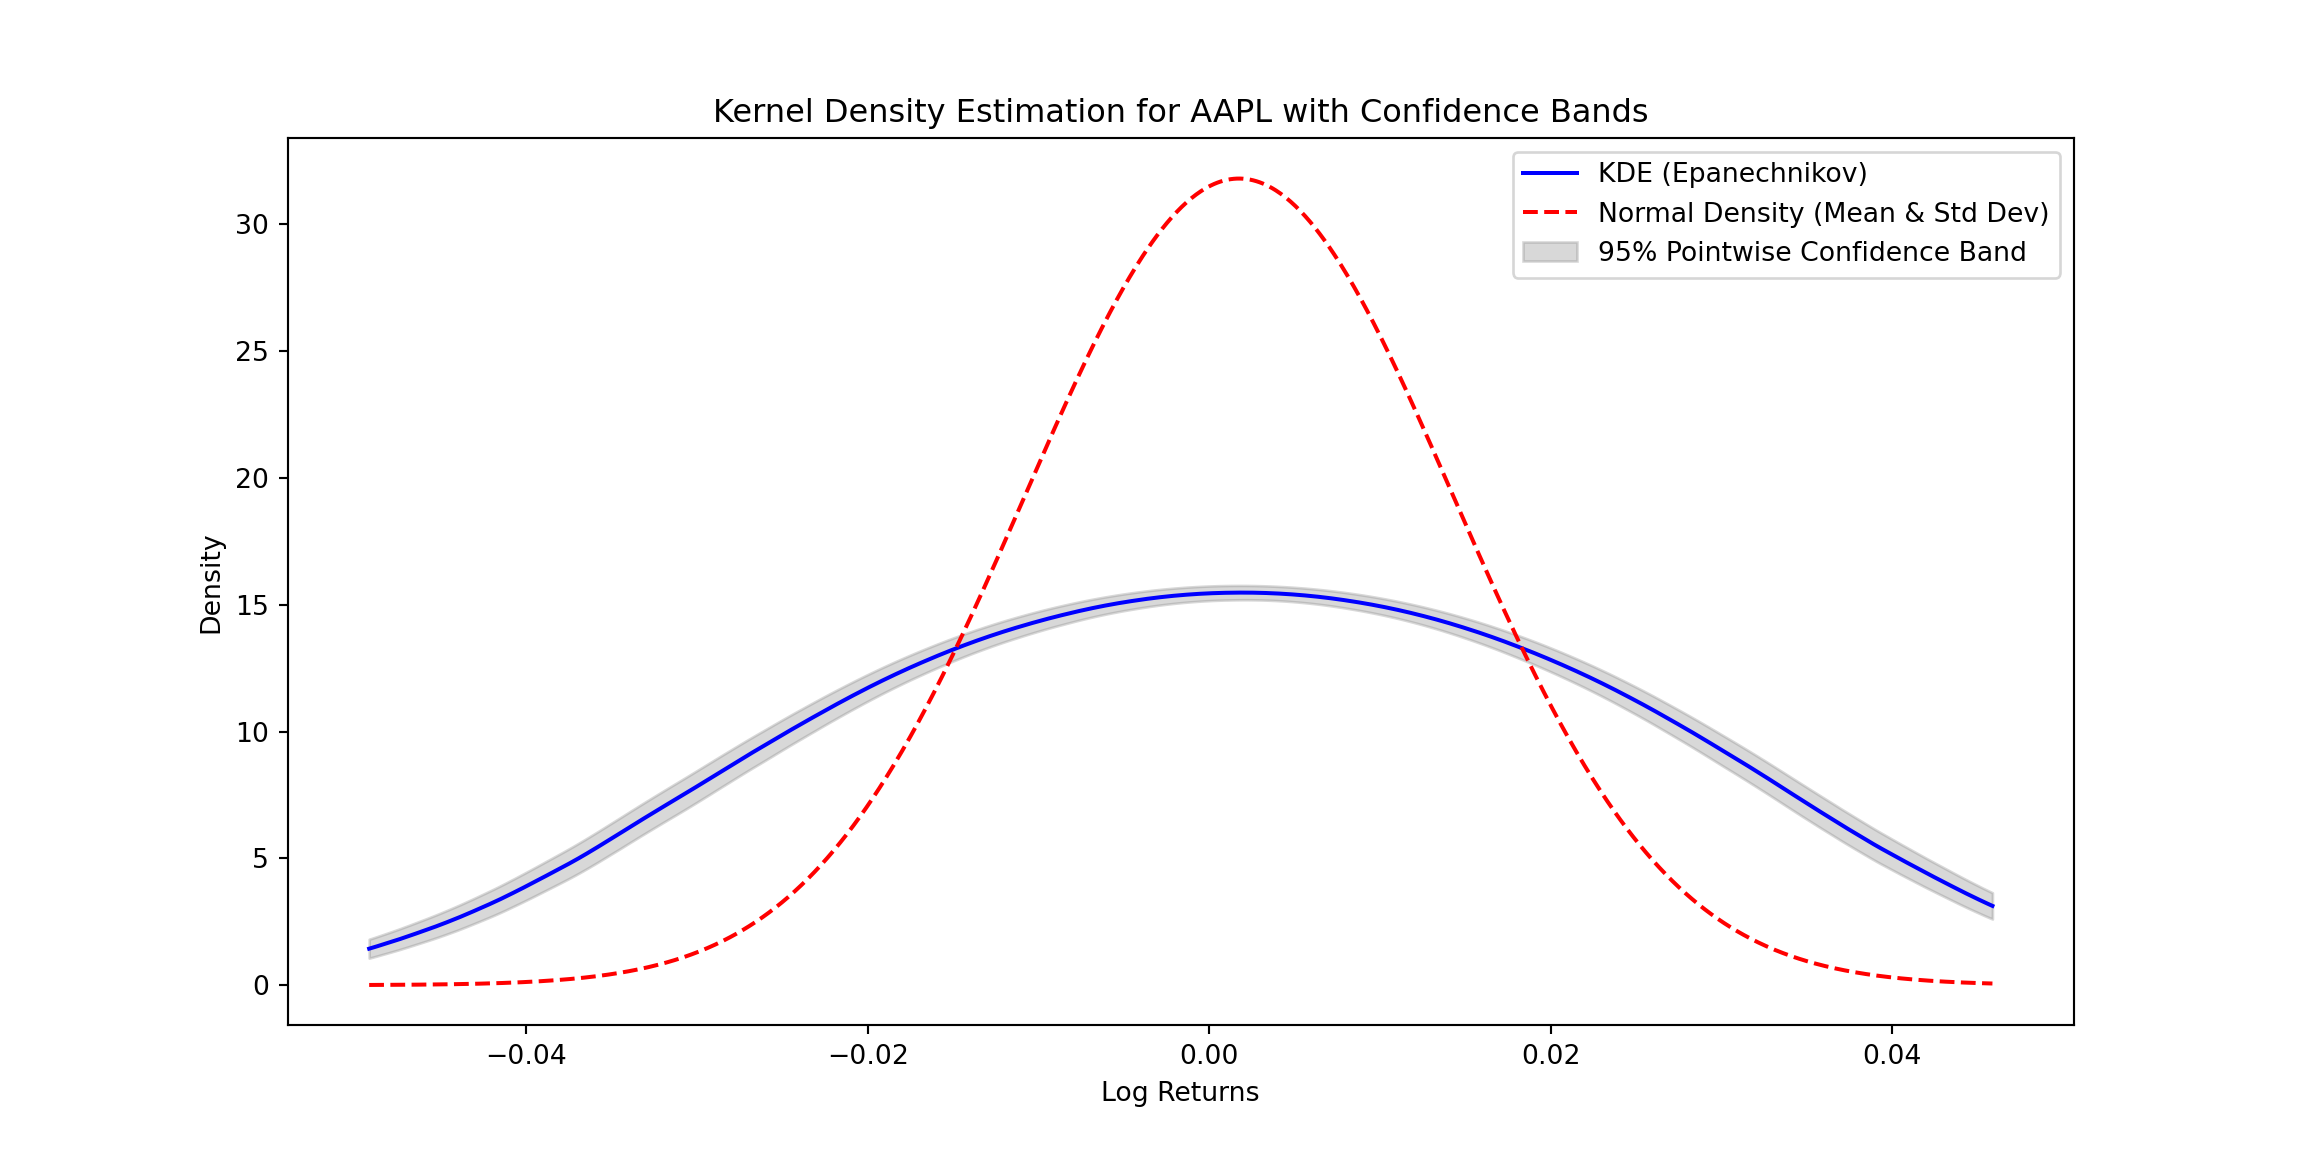 Kernel Density Estimation for AAPL with Confidence Bands
KDE (Epanechnikov)
Normal Density (Mean & Std Dev)
95% Pointwise Confidence Band
30
25
20
15
10
5
0
Density
−0.04
−0.02
0.00
0.02
0.04
Log Returns